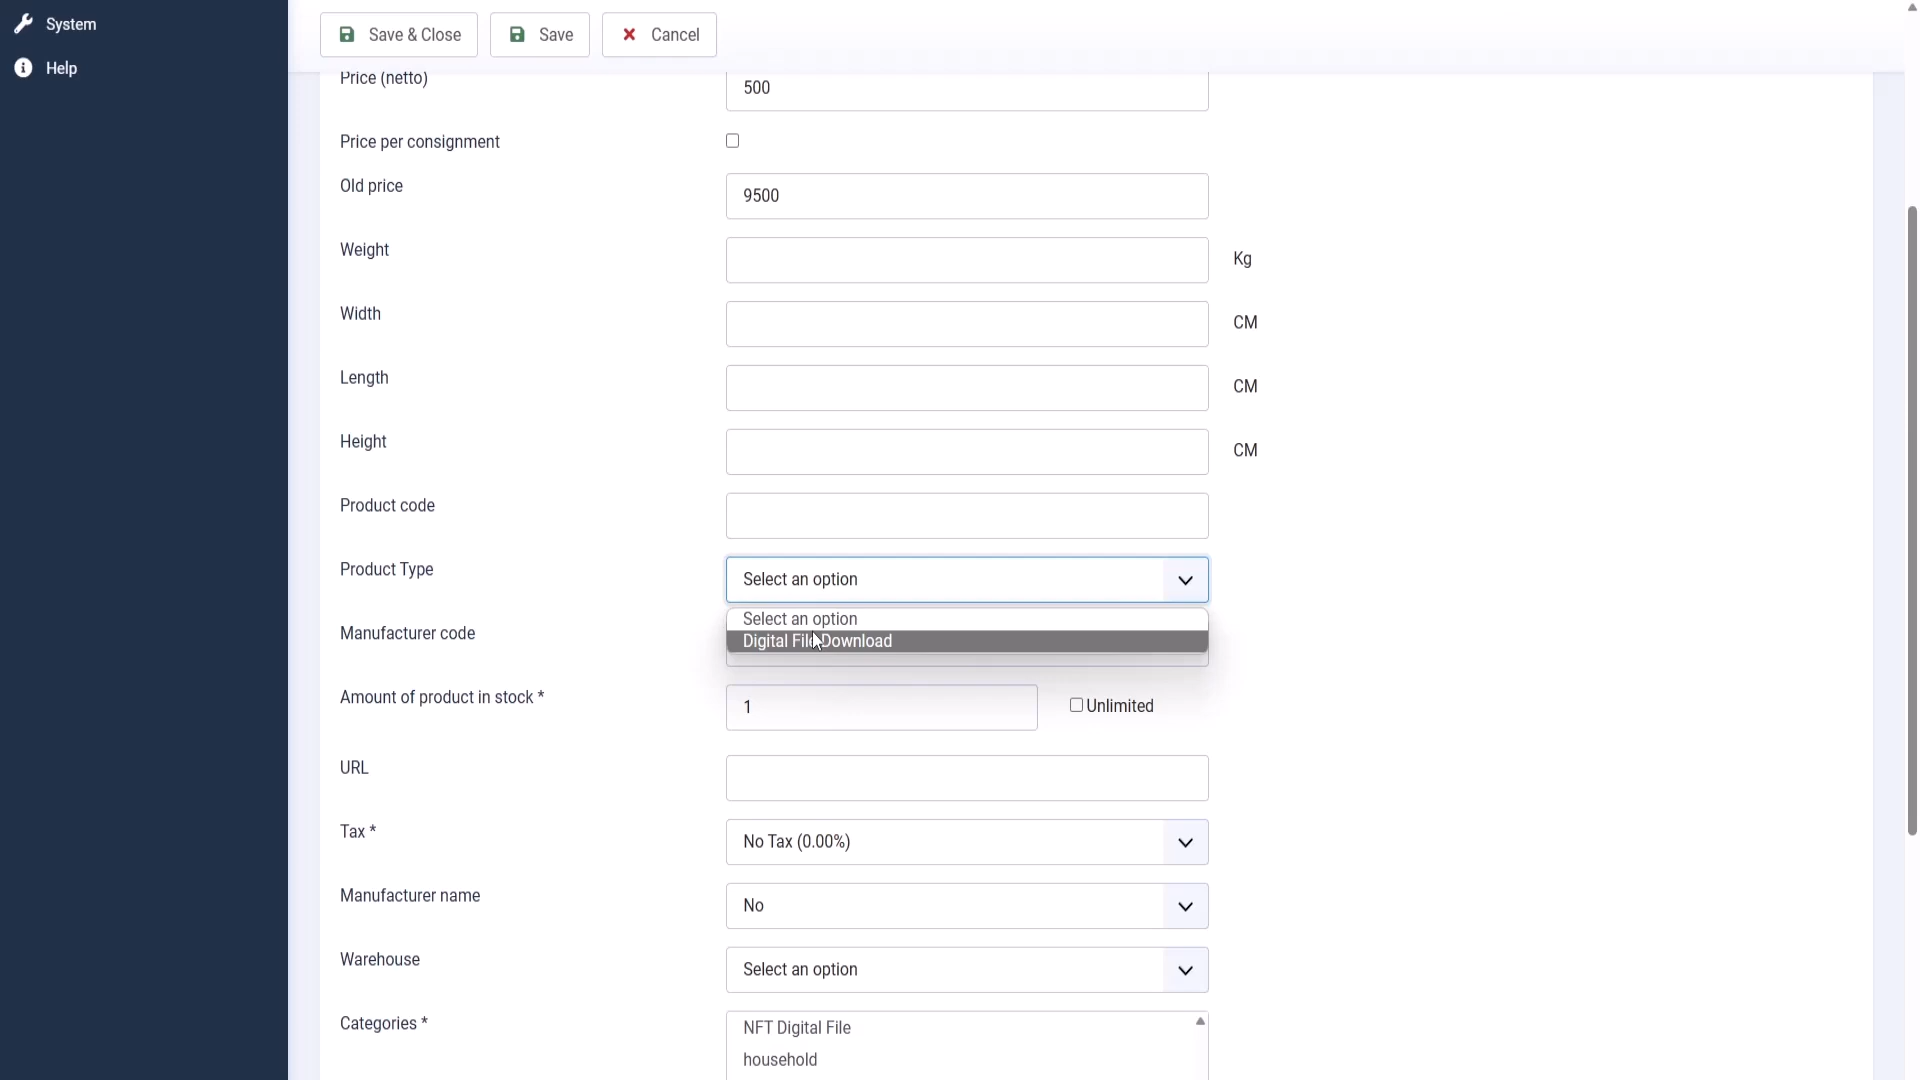 System
Help
Save & Close
Save
Cancel
Price (netto)
500
Price per consignment
Old price
9500
Weight
Kg
Width
CM
Length
CM
Height
CM
Product code
Product Type
Select an option
Select an option
Digital File Download
Manufacturer code
Amount of product in stock *
1
Unlimited
URL
Tax *
No Tax (0.00%)
Manufacturer name
No
Warehouse
Select an option
Categories *
NFT Digital File
household